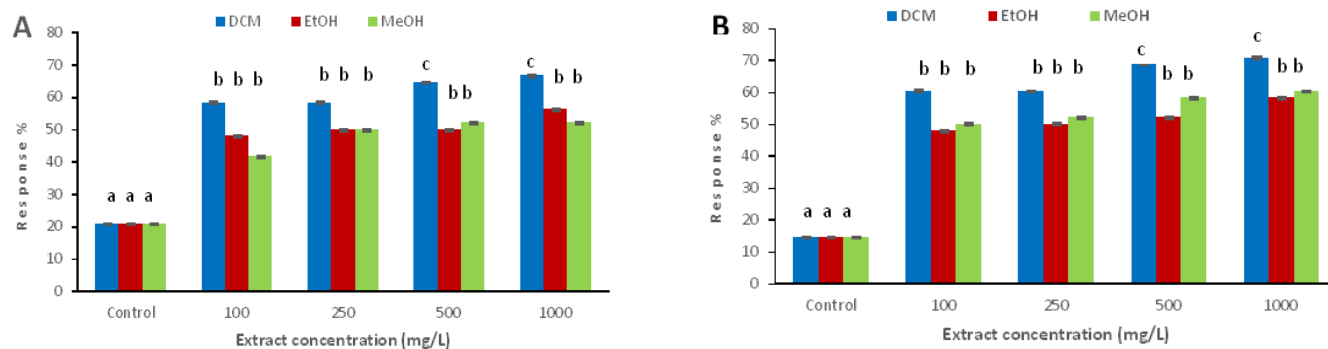 A
DCM EtOH MeOH
80
70
60
50
40
30
20
10
0
Response %
a a a
b b b
b b b
c
b b
c
b b
Control 100 250 500 1000
Extract concentration (mg/L)
B
DCM EtOH MeOH
80
70
60
50
40
30
20
10
0
Response %
a a a
b b b
b b b
c
b b
c
b b
Control 100 250 500 1000
Extract concentration (mg/L)